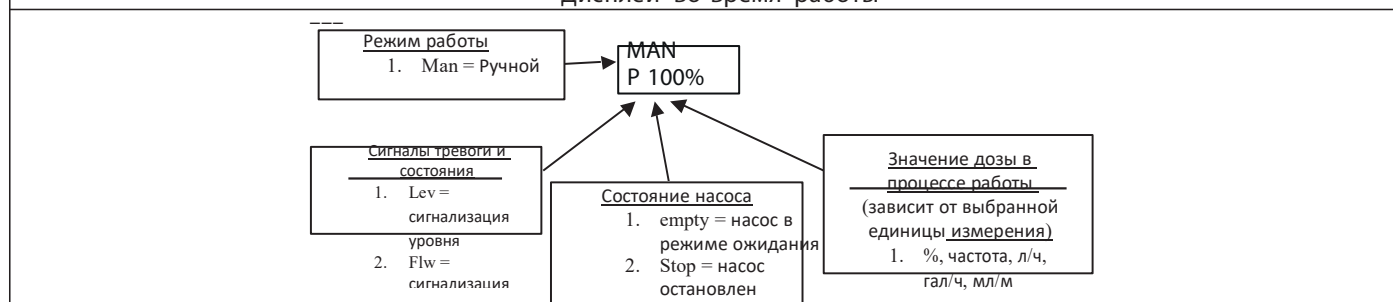 Дисплей во время работы
Режим работы
1. Man = Ручной
MAN
P 100%
Сигналы тревоги и
состояния
1. Lev =
сигнализация
уровня
2. Flw =
сигнализация
Состояние насоса
1. empty = насос в
режиме ожидания
2. Stop = насос
остановлен
Значение дозы в
процессе работы
(зависит от выбранной
единицы измерения)
1. %, частота, л/ч,
гал/ч, мл/м